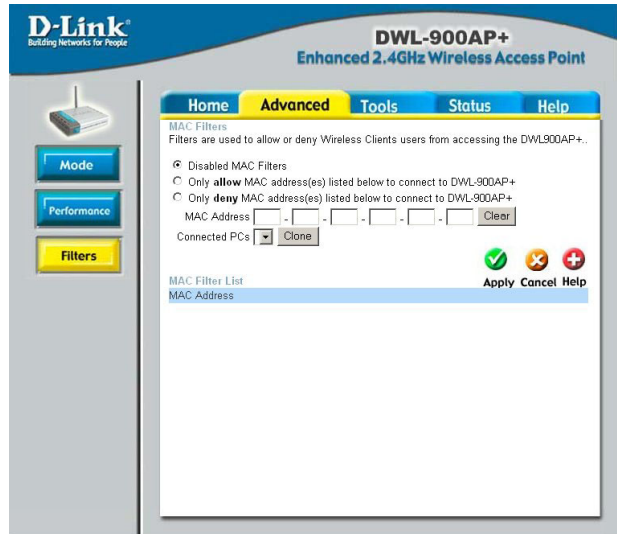 D-Link®
Building Networks for People
DWL-900AP+
Enhanced 2.4GHz Wireless Access Point
Home Advanced Tools Status Help
Mode
Performance
Filters
MAC Filters
Filters are used to allow or deny Wireless Clients users from accessing the DWL900AP+..
Disabled MAC Filters
Only allow MAC address(es) listed below to connect to DWL-900AP+
Only deny MAC address(es) listed below to connect to DWL-900AP+
MAC Address - - - - - Clear
Connected PCs Clone
Apply Cancel Help
MAC Filter List
MAC Address